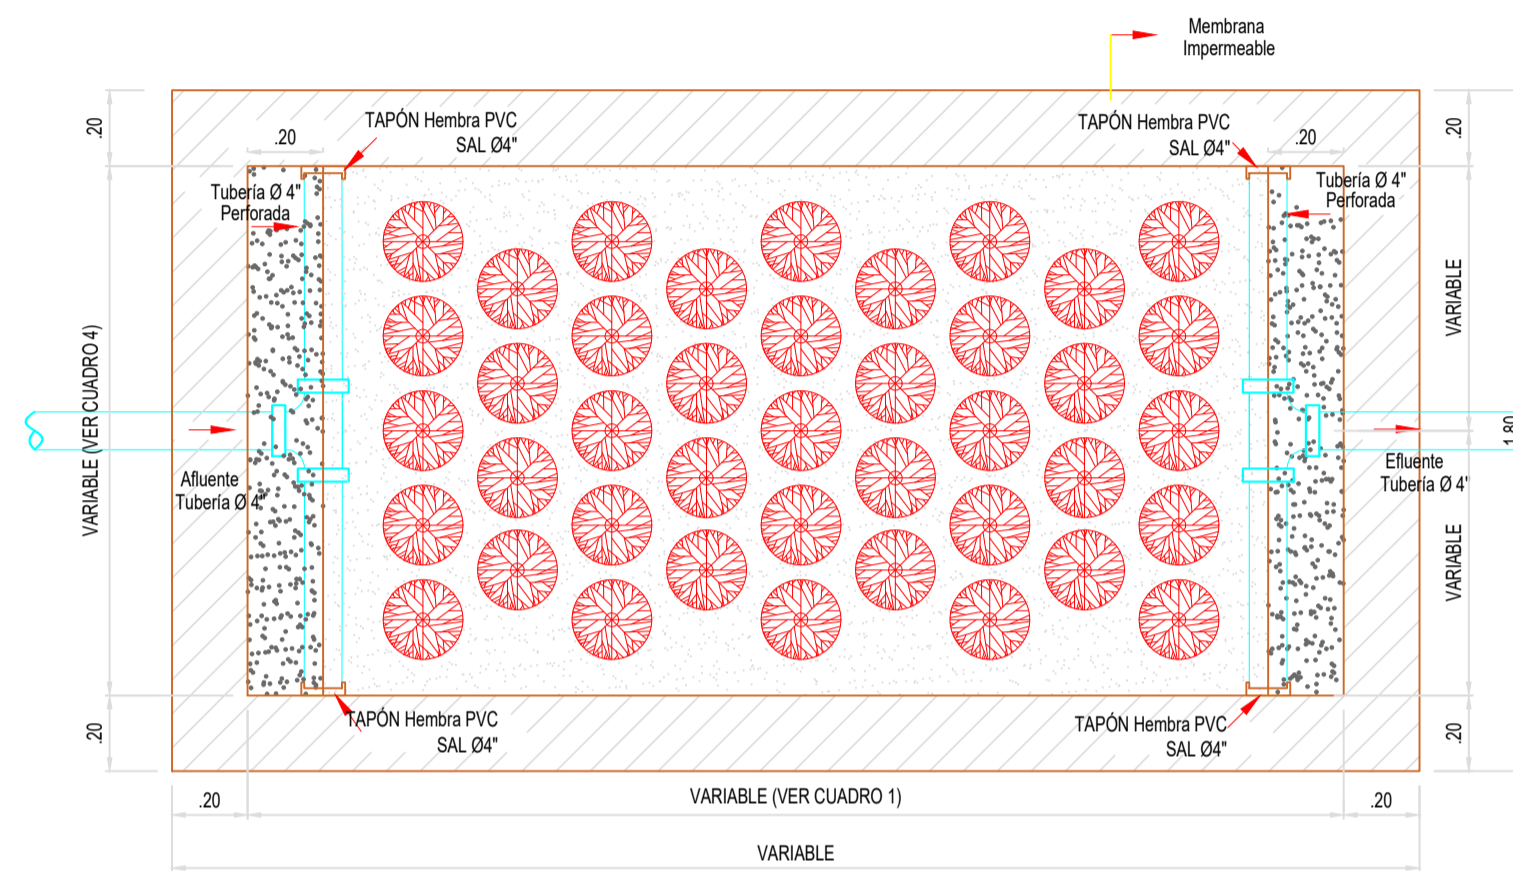 Membrana
Impermeable
TAPÓN Hembra PVC
SAL Ø4"
TAPÓN Hembra PVC
SAL Ø4"
.20
.20
.20
.20
Tubería Ø 4"
Perforada
Tubería Ø 4"
Perforada
VARIABLE (VER CUADRO 4)
VARIABLE
1.80
Afluente
Tubería Ø 4"
Efluente
Tubería Ø 4"
VARIABLE
TAPÓN Hembra PVC
SAL Ø4"
TAPÓN Hembra PVC
SAL Ø4"
.20
.20
.20
VARIABLE (VER CUADRO 1)
.20
VARIABLE